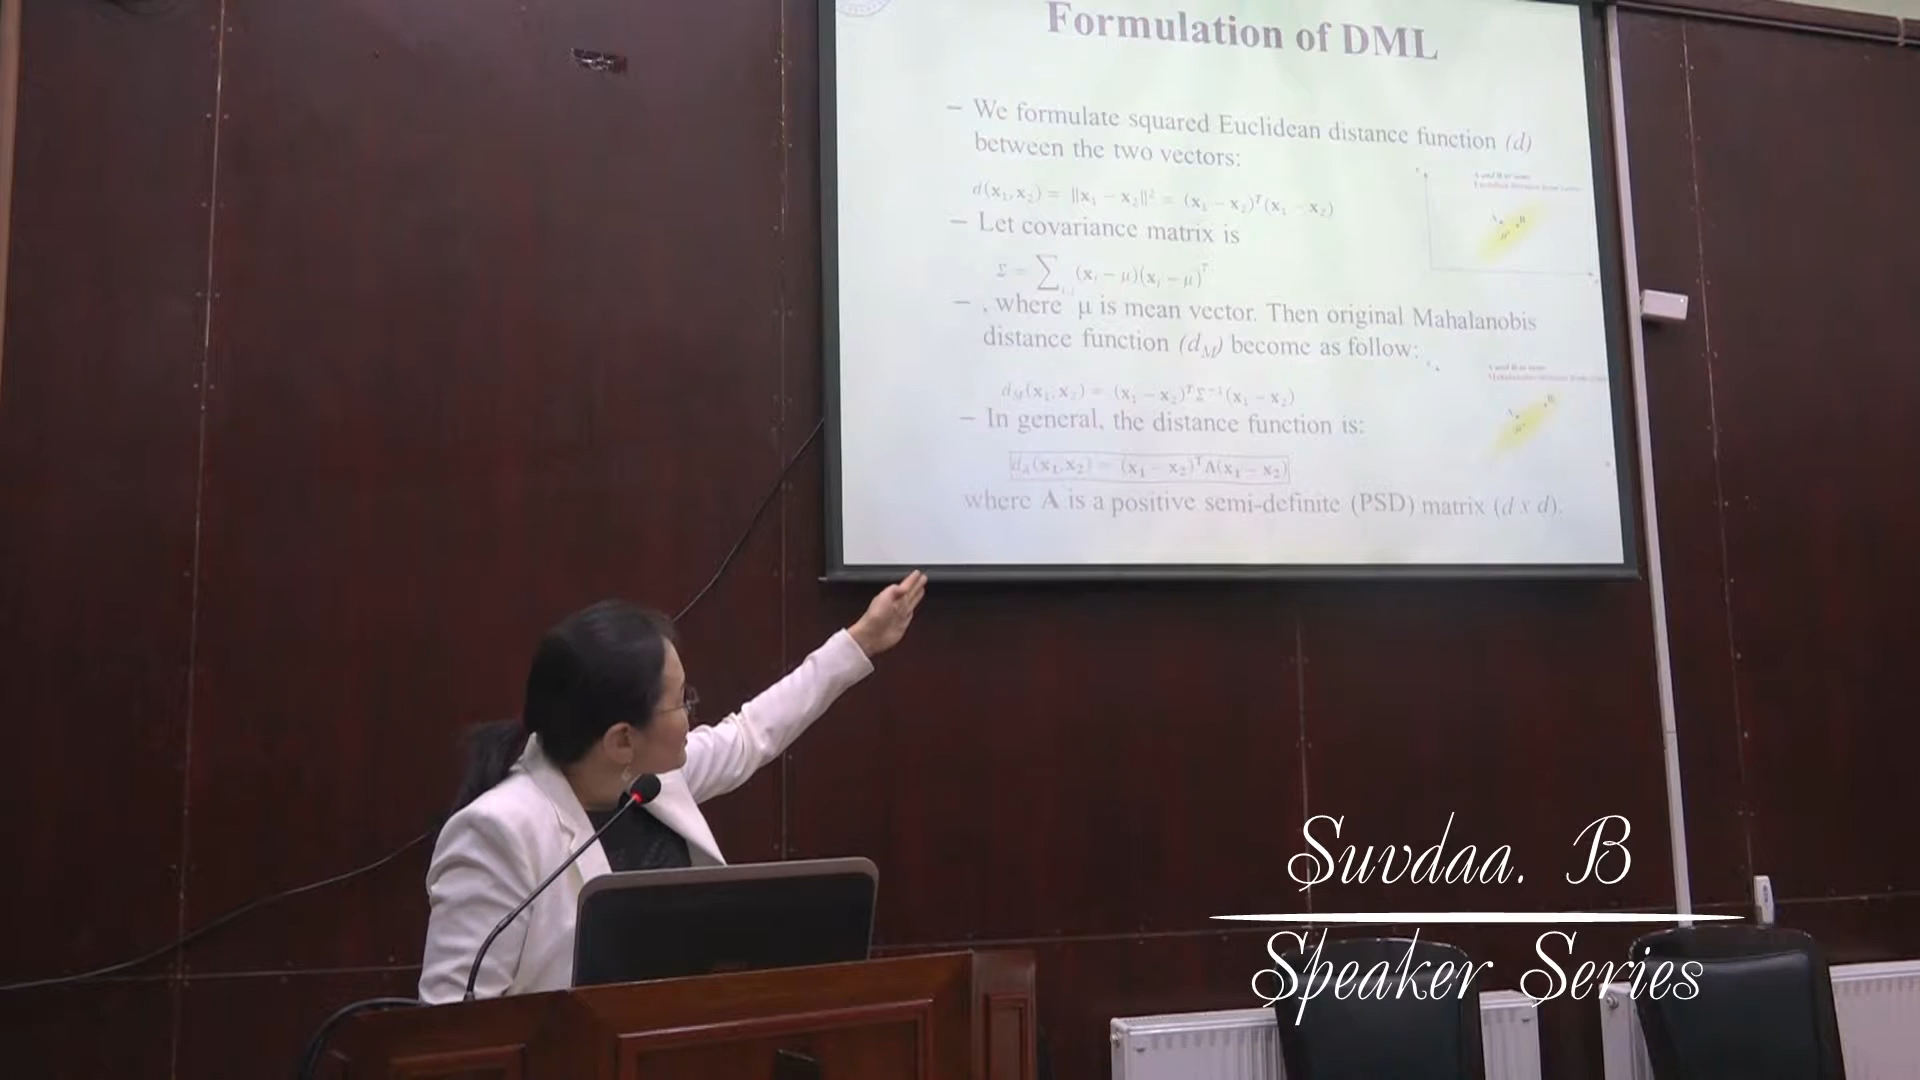 Formulation of DML
– We formulate squared Euclidean distance function (d)
between the two vectors:
d(x₁,x₂) = ||x₁ − x₂||² = (x₁ − x₂)ᵀ(x₁ − x₂)
– Let covariance matrix is
Σ = ∑ (xᵢ − μ)(xᵢ − μ)ᵀ
– , where μ is mean vector. Then original Mahalanobis
distance function (d_M) become as follow:
d_M(x₁,x₂) = (x₁ − x₂)ᵀΣ⁻¹(x₁ − x₂)
– In general, the distance function is:
d_A(x₁,x₂) = (x₁ − x₂)ᵀA(x₁ − x₂)
where A is a positive semi-definite (PSD) matrix (d x d).
Suvdaa. B
Speaker Series